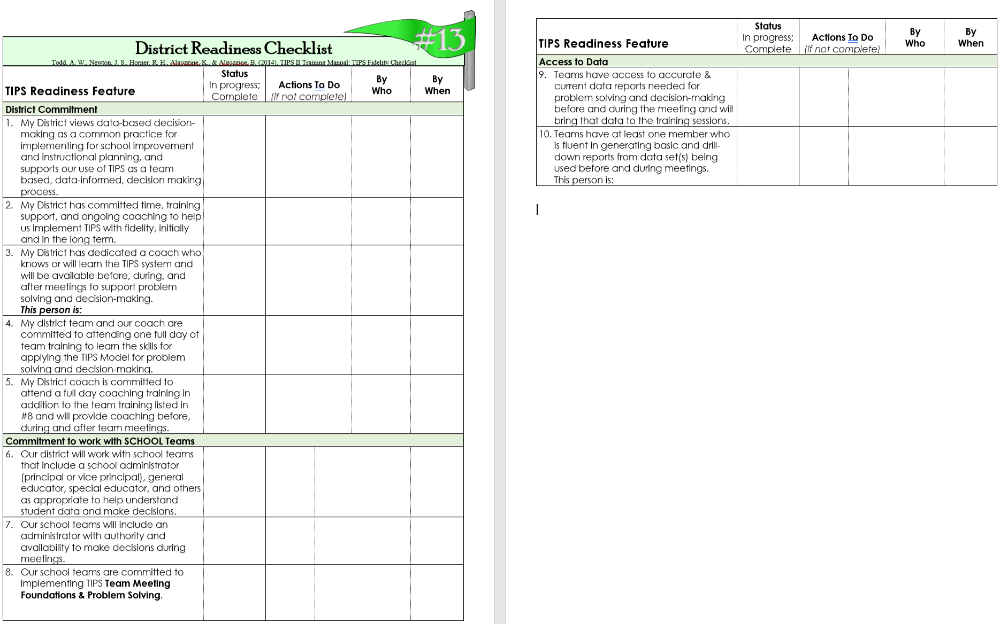 #13
District Readiness Checklist
Todd, A. W., Newton, J. S., Horner, R. H., Algozzine, K., & Algozzine, B. (2014). TIPS II Training Manual: TIPS Fidelity Checklist
TIPS Readiness Feature
Status
In progress;
Complete
Actions To Do
(if not complete)
By
Who
By
When
District Commitment
1. My District views data-based decision-
making as a common practice for
implementing for school improvement
and instructional planning, and
supports our use of TIPS as a team
based, data-informed, decision making
process.
2. My District has committed time, training
support, and ongoing coaching to help
us implement TIPS with fidelity, initially
and in the long term.
3. My District has dedicated a coach who
knows or will learn the TIPS system and
will be available before, during, and
after meetings to support problem
solving and decision-making.
This person is:
4. My district team and our coach are
committed to attending one full day of
team training to learn the skills for
applying the TIPS Model for problem
solving and decision-making.
5. My District coach is committed to
attend a full day coaching training in
addition to the team training listed in
#8 and will provide coaching before,
during and after team meetings.
Commitment to work with SCHOOL Teams
6. Our district will work with school teams
that include a school administrator
(principal or vice principal), general
educator, special educator, and others
as appropriate to help understand
student data and make decisions.
7. Our school teams will include an
administrator with authority and
availability to make decisions during
meetings.
8. Our school teams are committed to
implementing TIPS Team Meeting
Foundations & Problem Solving.
TIPS Readiness Feature
Status
In progress;
Complete
Actions To Do
(if not complete)
By
Who
By
When
Access to Data
9. Teams have access to accurate &
current data reports needed for
problem solving and decision-making
before and during the meeting and will
bring that data to the training sessions.
10. Teams have at least one member who
is fluent in generating basic and drill-
down reports from data set(s) being
used before and during meetings.
This person is: